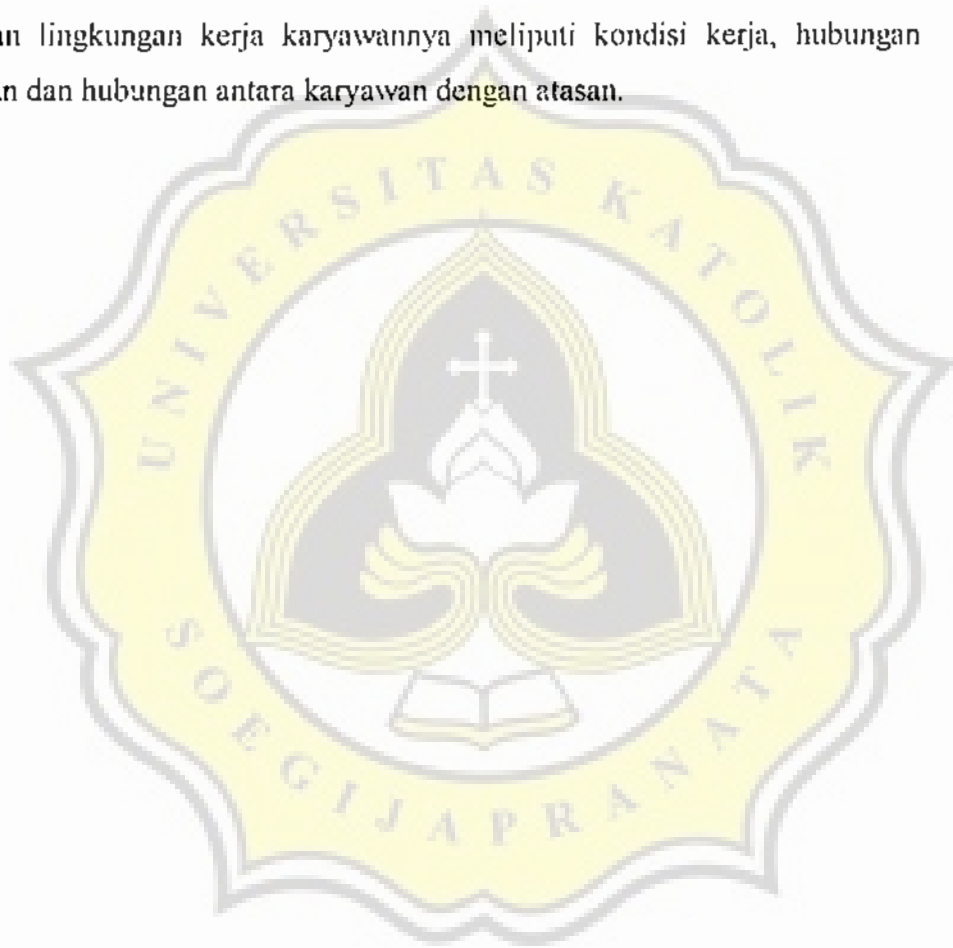 an lingkungan kerja karyawannya meliputi kondisi kerja, hubungan
n dan hubungan antara karyawan dengan atasan.
UNIVERSITAS KATOLIK
SOEGIJAPRANATA